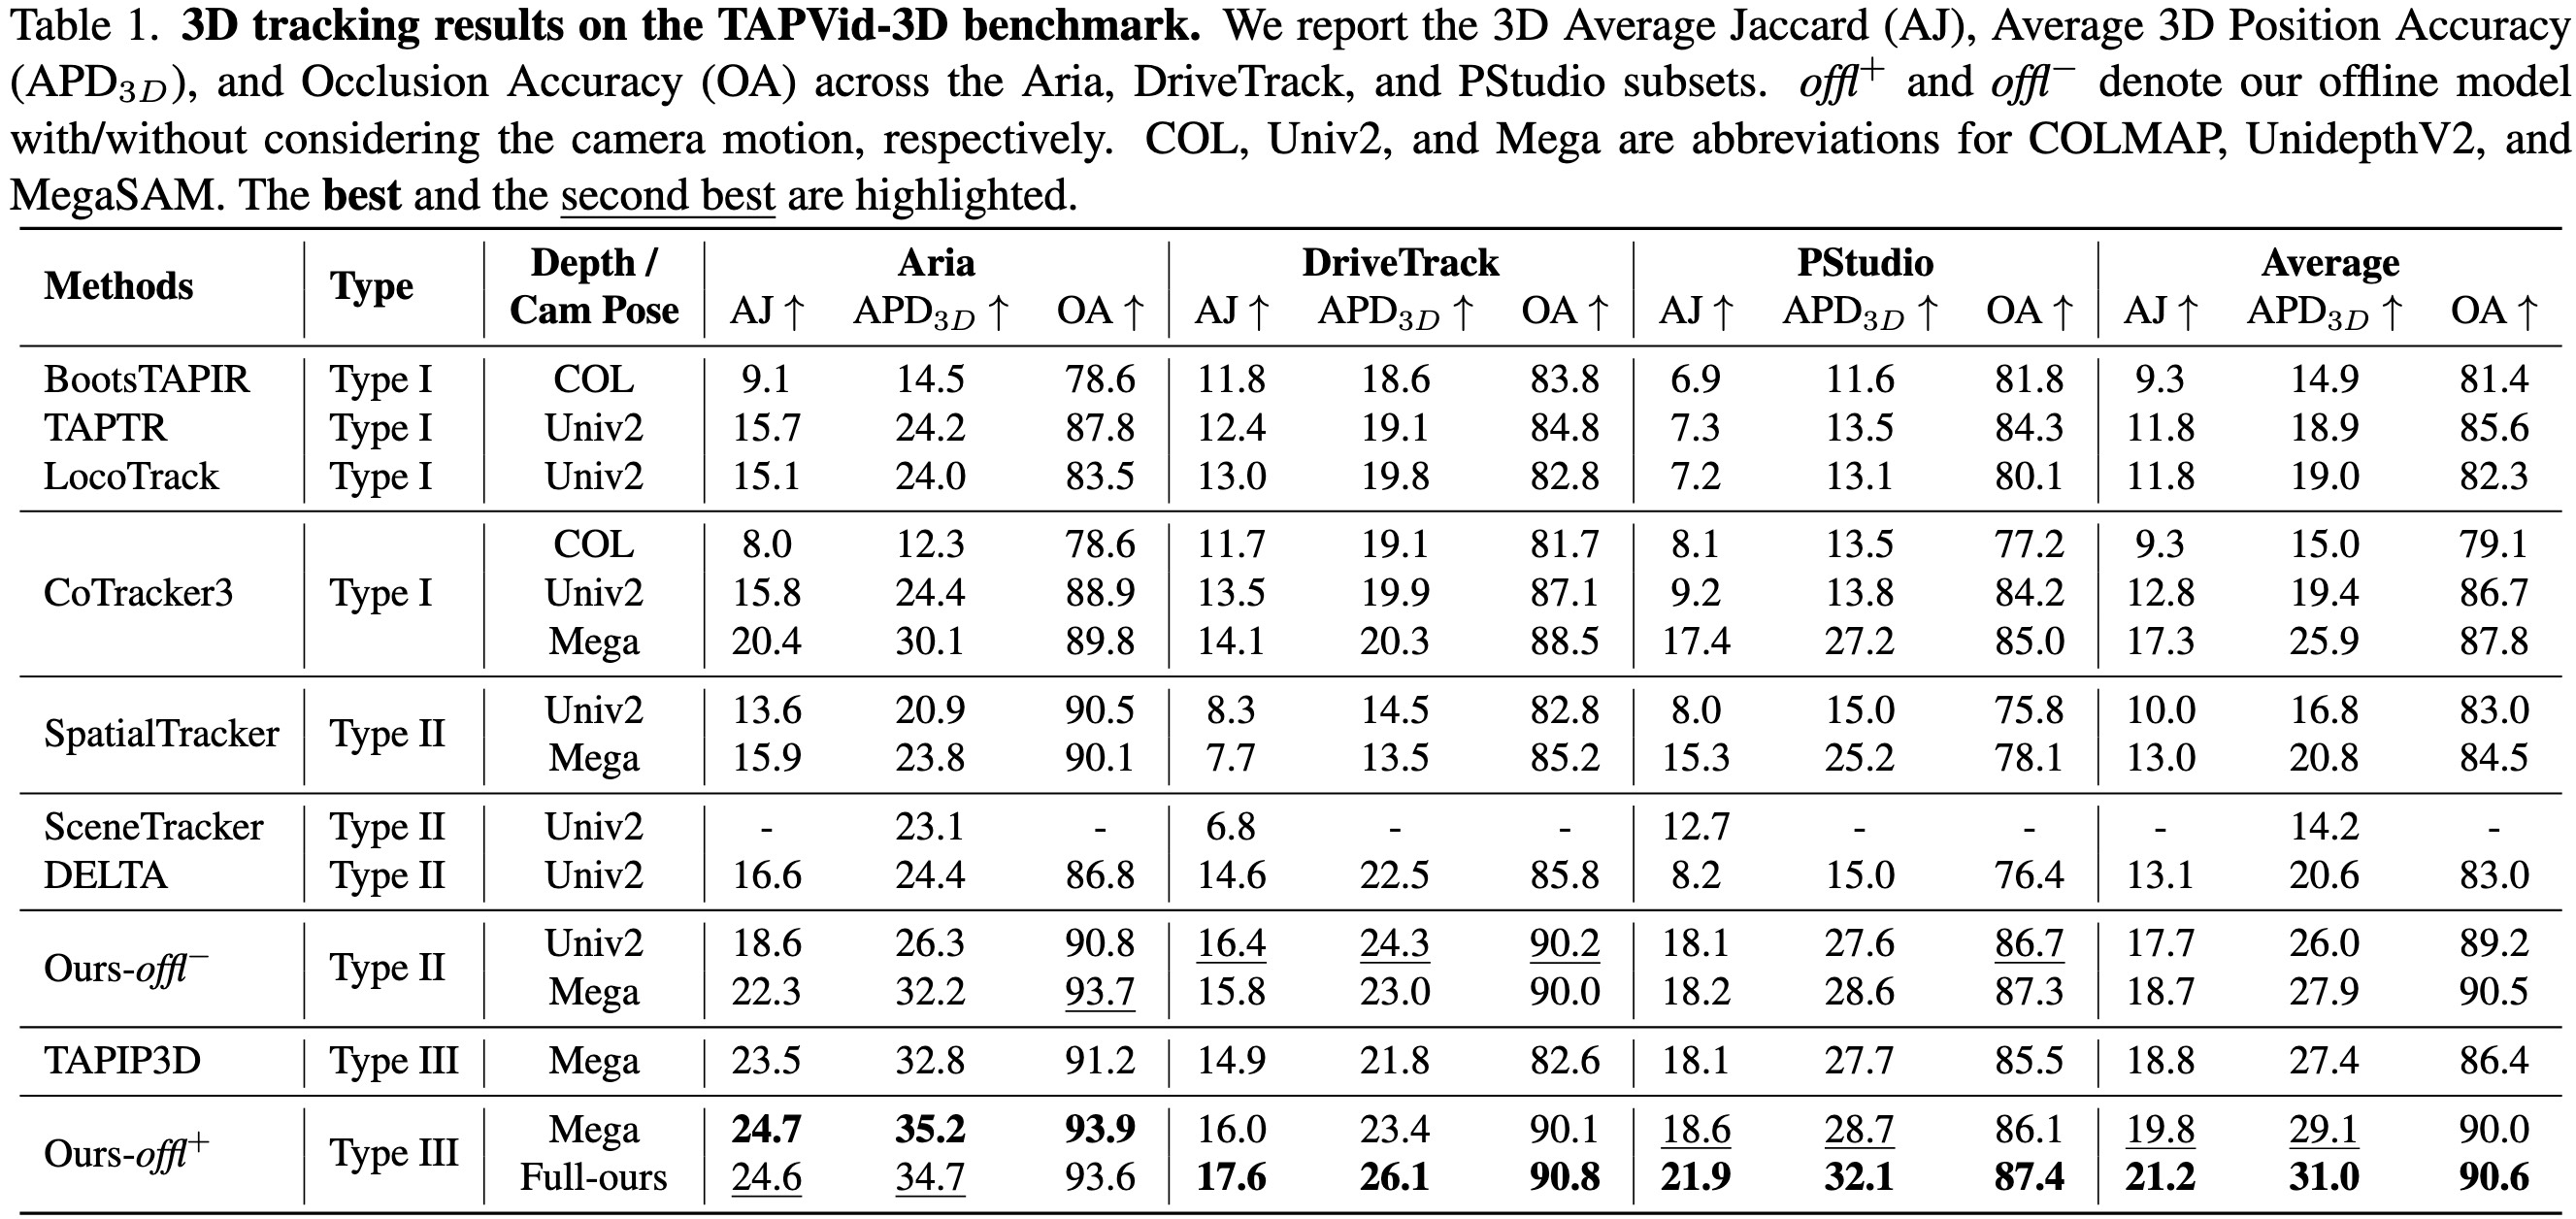 Table 1. 3D tracking results on the TAPVid-3D benchmark. We report the 3D Average Jaccard (AJ), Average 3D Position Accuracy
(APD3D), and Occlusion Accuracy (OA) across the Aria, DriveTrack, and PStudio subsets. offl+ and offl− denote our offline model
with/without considering the camera motion, respectively. COL, Univ2, and Mega are abbreviations for COLMAP, UnidepthV2, and
MegaSAM. The best and the second best are highlighted.
Methods Type Depth / Cam Pose Aria DriveTrack PStudio Average
AJ ↑ APD3D ↑ OA ↑ AJ ↑ APD3D ↑ OA ↑ AJ ↑ APD3D ↑ OA ↑ AJ ↑ APD3D ↑ OA ↑
BootsTAPIR Type I COL 9.1 14.5 78.6 11.8 18.6 83.8 6.9 11.6 81.8 9.3 14.9 81.4
TAPTR Type I Univ2 15.7 24.2 87.8 12.4 19.1 84.8 7.3 13.5 84.3 11.8 18.9 85.6
LocoTrack Type I Univ2 15.1 24.0 83.5 13.0 19.8 82.8 7.2 13.1 80.1 11.8 19.0 82.3
CoTracker3 Type I COL 8.0 12.3 78.6 11.7 19.1 81.7 8.1 13.5 77.2 9.3 15.0 79.1
Univ2 15.8 24.4 88.9 13.5 19.9 87.1 9.2 13.8 84.2 12.8 19.4 86.7
Mega 20.4 30.1 89.8 14.1 20.3 88.5 17.4 27.2 85.0 17.3 25.9 87.8
SpatialTracker Type II Univ2 13.6 20.9 90.5 8.3 14.5 82.8 8.0 15.0 75.8 10.0 16.8 83.0
Mega 15.9 23.8 90.1 7.7 13.5 85.2 15.3 25.2 78.1 13.0 20.8 84.5
SceneTracker Type II Univ2 - 23.1 - 6.8 - - 12.7 - - - 14.2 -
DELTA Type II Univ2 16.6 24.4 86.8 14.6 22.5 85.8 8.2 15.0 76.4 13.1 20.6 83.0
Ours-offl− Type II Univ2 18.6 26.3 90.8 16.4 24.3 90.2 18.1 27.6 86.7 17.7 26.0 89.2
Mega 22.3 32.2 93.7 15.8 23.0 90.0 18.2 28.6 87.3 18.7 27.9 90.5
TAPIP3D Type III Mega 23.5 32.8 91.2 14.9 21.8 82.6 18.1 27.7 85.5 18.8 27.4 86.4
Ours-offl+ Type III Mega 24.7 35.2 93.9 16.0 23.4 90.1 18.6 28.7 86.1 19.8 29.1 90.0
Full-ours 24.6 34.7 93.6 17.6 26.1 90.8 21.9 32.1 87.4 21.2 31.0 90.6